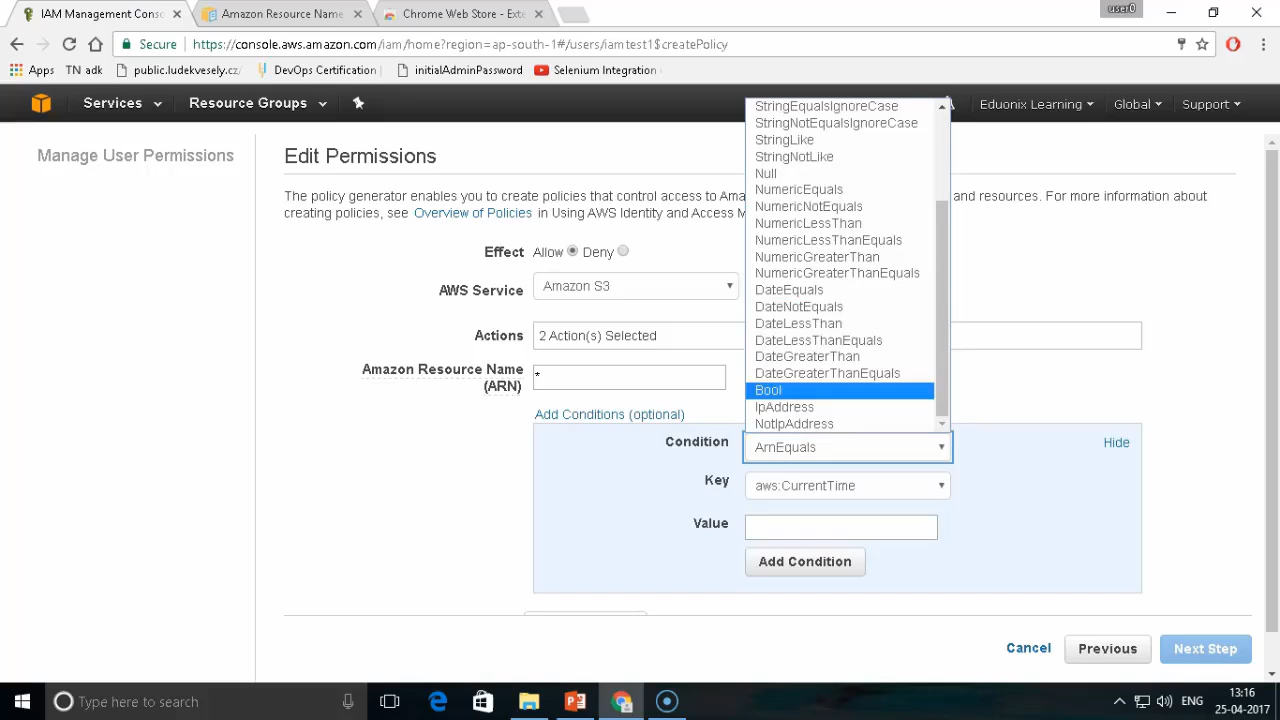 IAM Management Conso
Amazon Resource Name
Chrome Web Store - Exte
user0
Secure
https://console.aws.amazon.com/iam/home?region=ap-south-1#/users/iamtest1$createPolicy
Apps
TN adk
public.ludekvesely.cz/
DevOps Certification
initialAdminPassword
Selenium Integration
Services
Resource Groups
Eduonix Learning
Global
Support
Manage User Permissions
Edit Permissions
The policy generator enables you to create policies that control access to Amaz
and resources. For more information about
creating policies, see Overview of Policies in Using AWS Identity and Access M
Effect
Allow
Deny
AWS Service
Amazon S3
Actions
2 Action(s) Selected
Amazon Resource Name
(ARN)
*
Add Conditions (optional)
StringEqualsIgnoreCase
StringNotEqualsIgnoreCase
StringLike
StringNotLike
Null
NumericEquals
NumericNotEquals
NumericLessThan
NumericLessThanEquals
NumericGreaterThan
NumericGreaterThanEquals
DateEquals
DateNotEquals
DateLessThan
DateLessThanEquals
DateGreaterThan
DateGreaterThanEquals
Bool
IpAddress
NotIpAddress
Condition
ArnEquals
Hide
Key
aws:CurrentTime
Value
Add Condition
Cancel
Previous
Next Step
Type here to search
ENG
13:16
25-04-2017